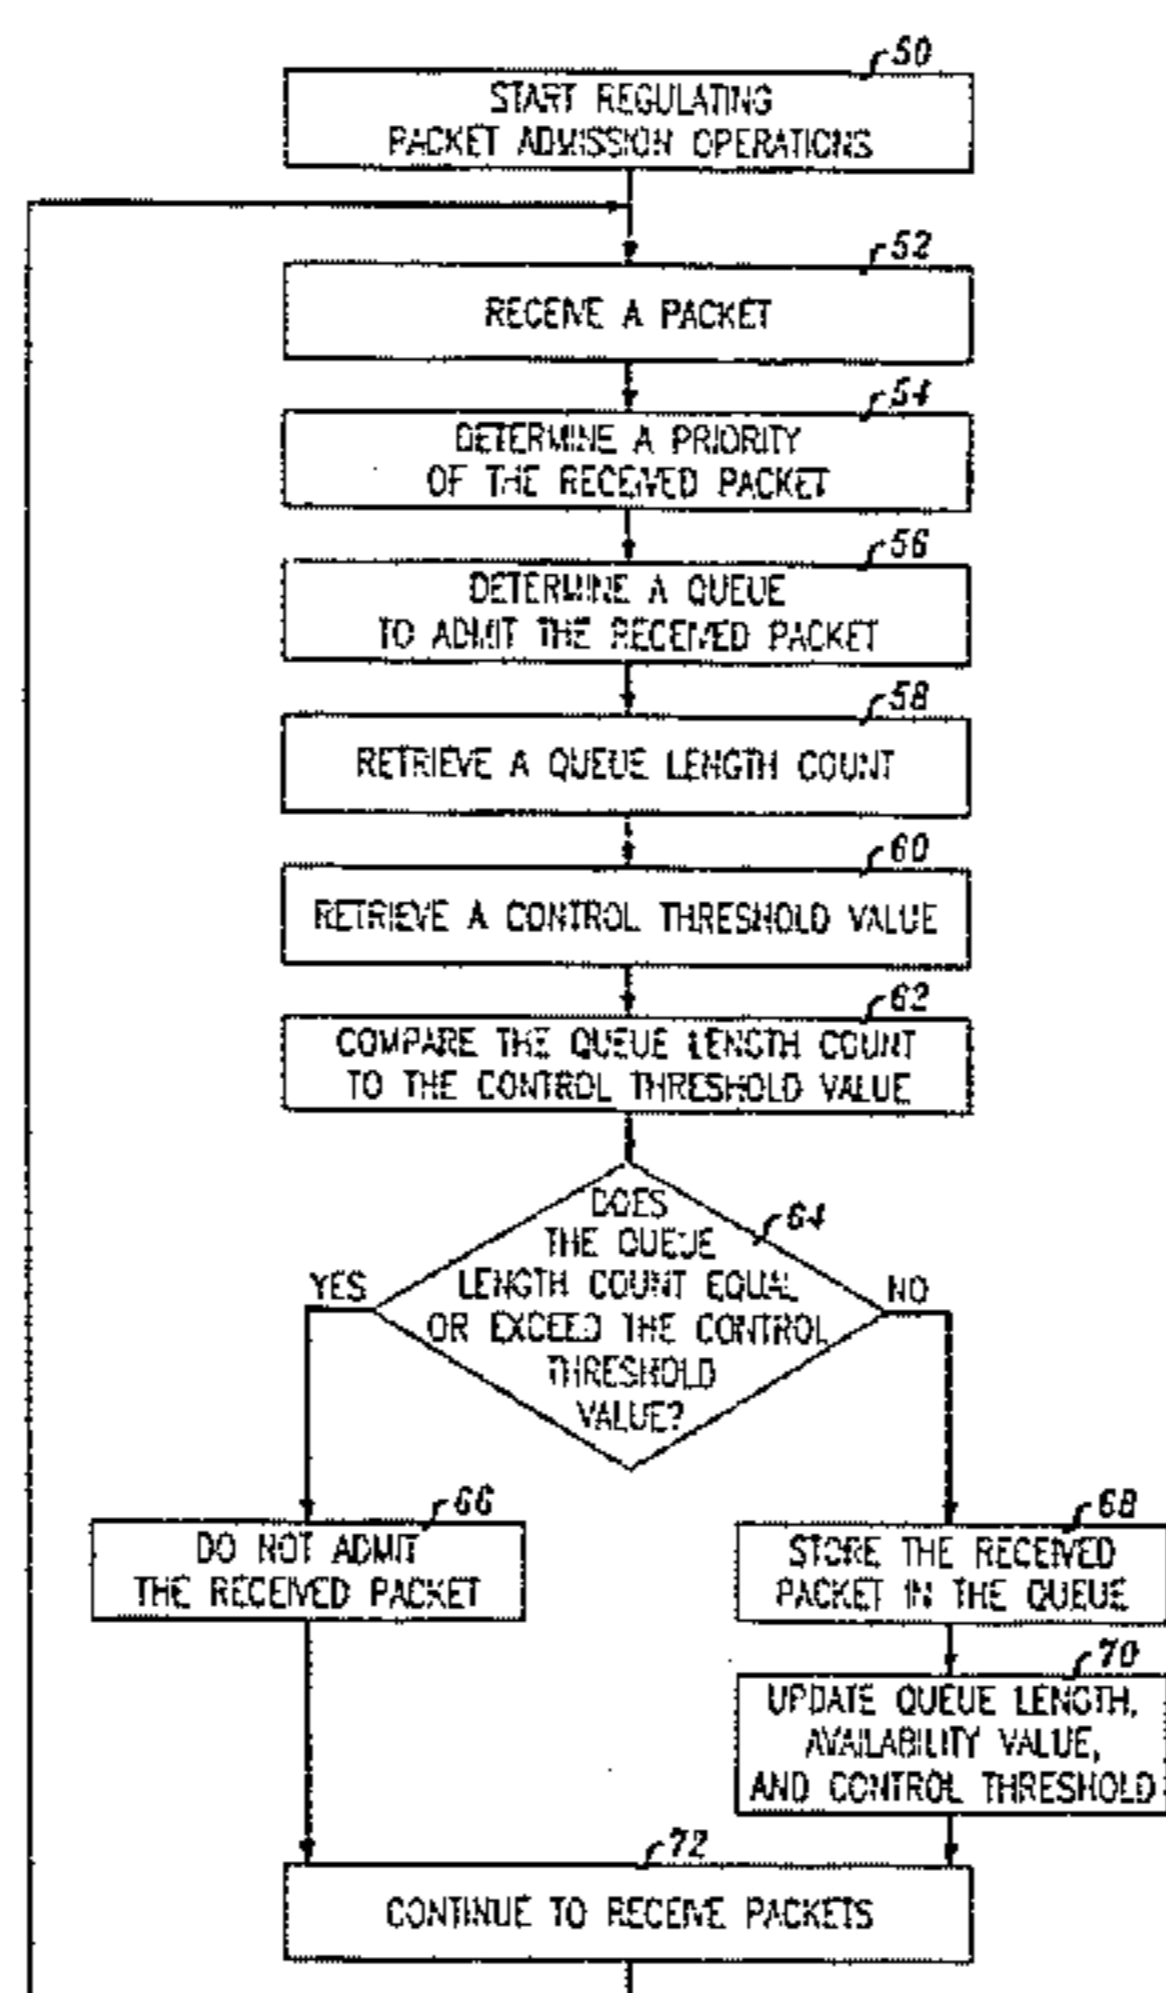 50
START REGULATING
PACKET ADMISSION OPERATIONS
52
RECEIVE A PACKET
54
DETERMINE A PRIORITY
OF THE RECEIVED PACKET
56
DETERMINE A QUEUE
TO ADMIT THE RECEIVED PACKET
58
RETRIEVE A QUEUE LENGTH COUNT
60
RETRIEVE A CONTROL THRESHOLD VALUE
62
COMPARE THE QUEUE LENGTH COUNT
TO THE CONTROL THRESHOLD VALUE
64
DOES
THE QUEUE
LENGTH COUNT EQUAL
OR EXCEED THE CONTROL
THRESHOLD
VALUE?
YES
NO
66
DO NOT ADMIT
THE RECEIVED PACKET
68
STORE THE RECEIVED
PACKET IN THE QUEUE
70
UPDATE QUEUE LENGTH,
AVAILABILITY VALUE,
AND CONTROL THRESHOLD
72
CONTINUE TO RECEIVE PACKETS